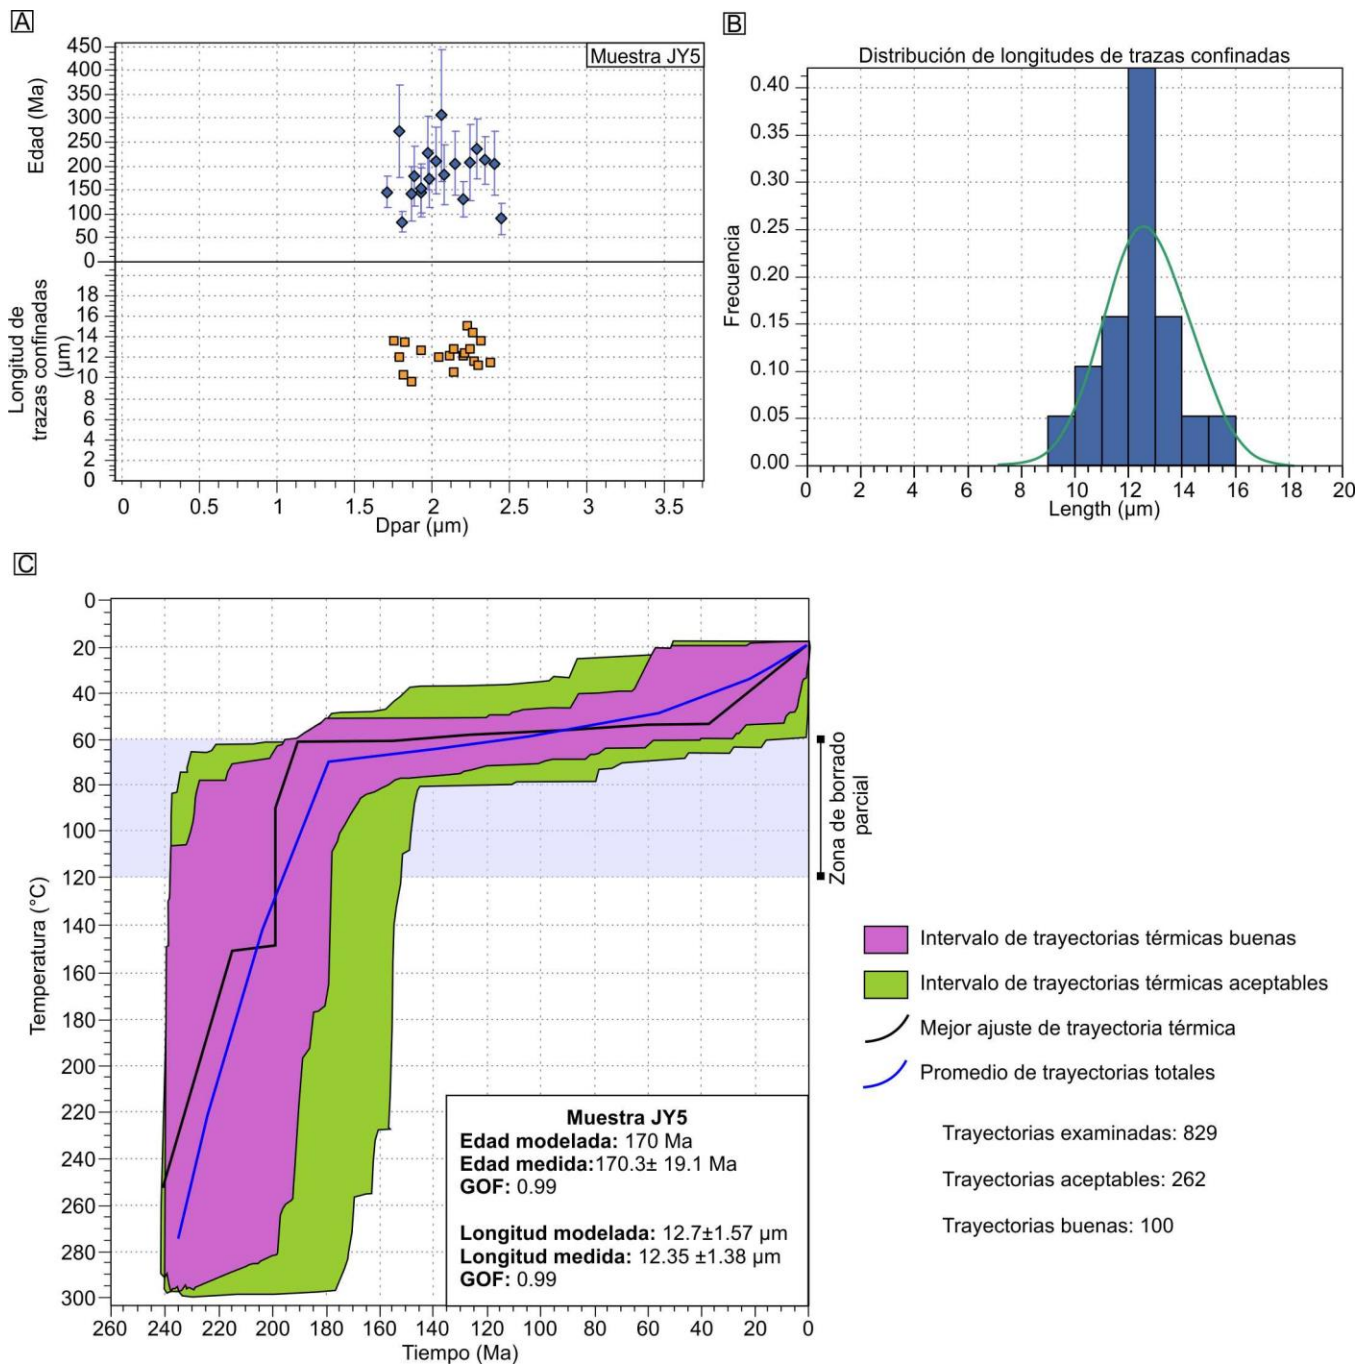 A
Muestra JY5
Edad (Ma)
450
400
350
300
250
200
150
100
50
0
Longitud de
trazas confinadas
(µm)
18
16
14
12
10
8
6
4
2
0
0 0.5 1 1.5 2 2.5 3 3.5
Dpar (µm)
B
Distribución de longitudes de trazas confinadas
Frecuencia
0.40
0.35
0.30
0.25
0.20
0.15
0.10
0.05
0.00
0 2 4 6 8 10 12 14 16 18 20
Length (µm)
C
Temperatura (°C)
0
20
40
60
80
100
120
140
160
180
200
220
240
260
280
300
260 240 220 200 180 160 140 120 100 80 60 40 20 0
Tiempo (Ma)
Zona de borrado
parcial
Muestra JY5
Edad modelada: 170 Ma
Edad medida:170.3± 19.1 Ma
GOF: 0.99
Longitud modelada: 12.7±1.57 µm
Longitud medida: 12.35 ±1.38 µm
GOF: 0.99
Intervalo de trayectorias térmicas buenas
Intervalo de trayectorias térmicas aceptables
Mejor ajuste de trayectoria térmica
Promedio de trayectorias totales
Trayectorias examinadas: 829
Trayectorias aceptables: 262
Trayectorias buenas: 100